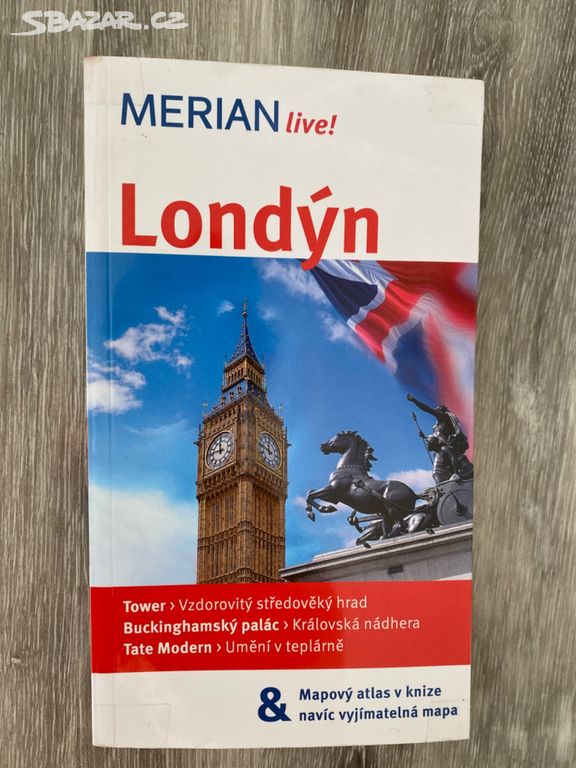 SBAZAR.CZ
MERIAN live!
Londýn
Tower › Vzdorovitý středověký hrad
Buckinghamský palác › Královská nádhera
Tate Modern › Umění v teplárně
& Mapový atlas v knize
navíc vyjímatelná mapa